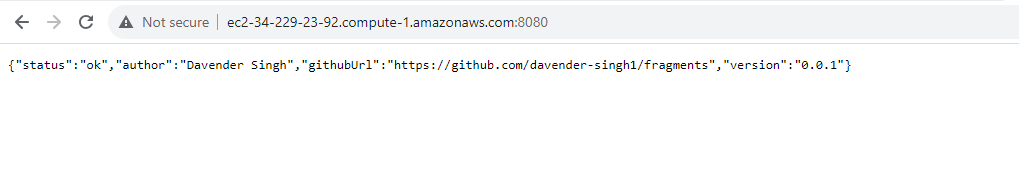 Not secure ec2-34-229-23-92.compute-1.amazonaws.com:8080
{"status":"ok","author":"Davender Singh","githubUrl":"https://github.com/davender-singh1/fragments","version":"0.0.1"}